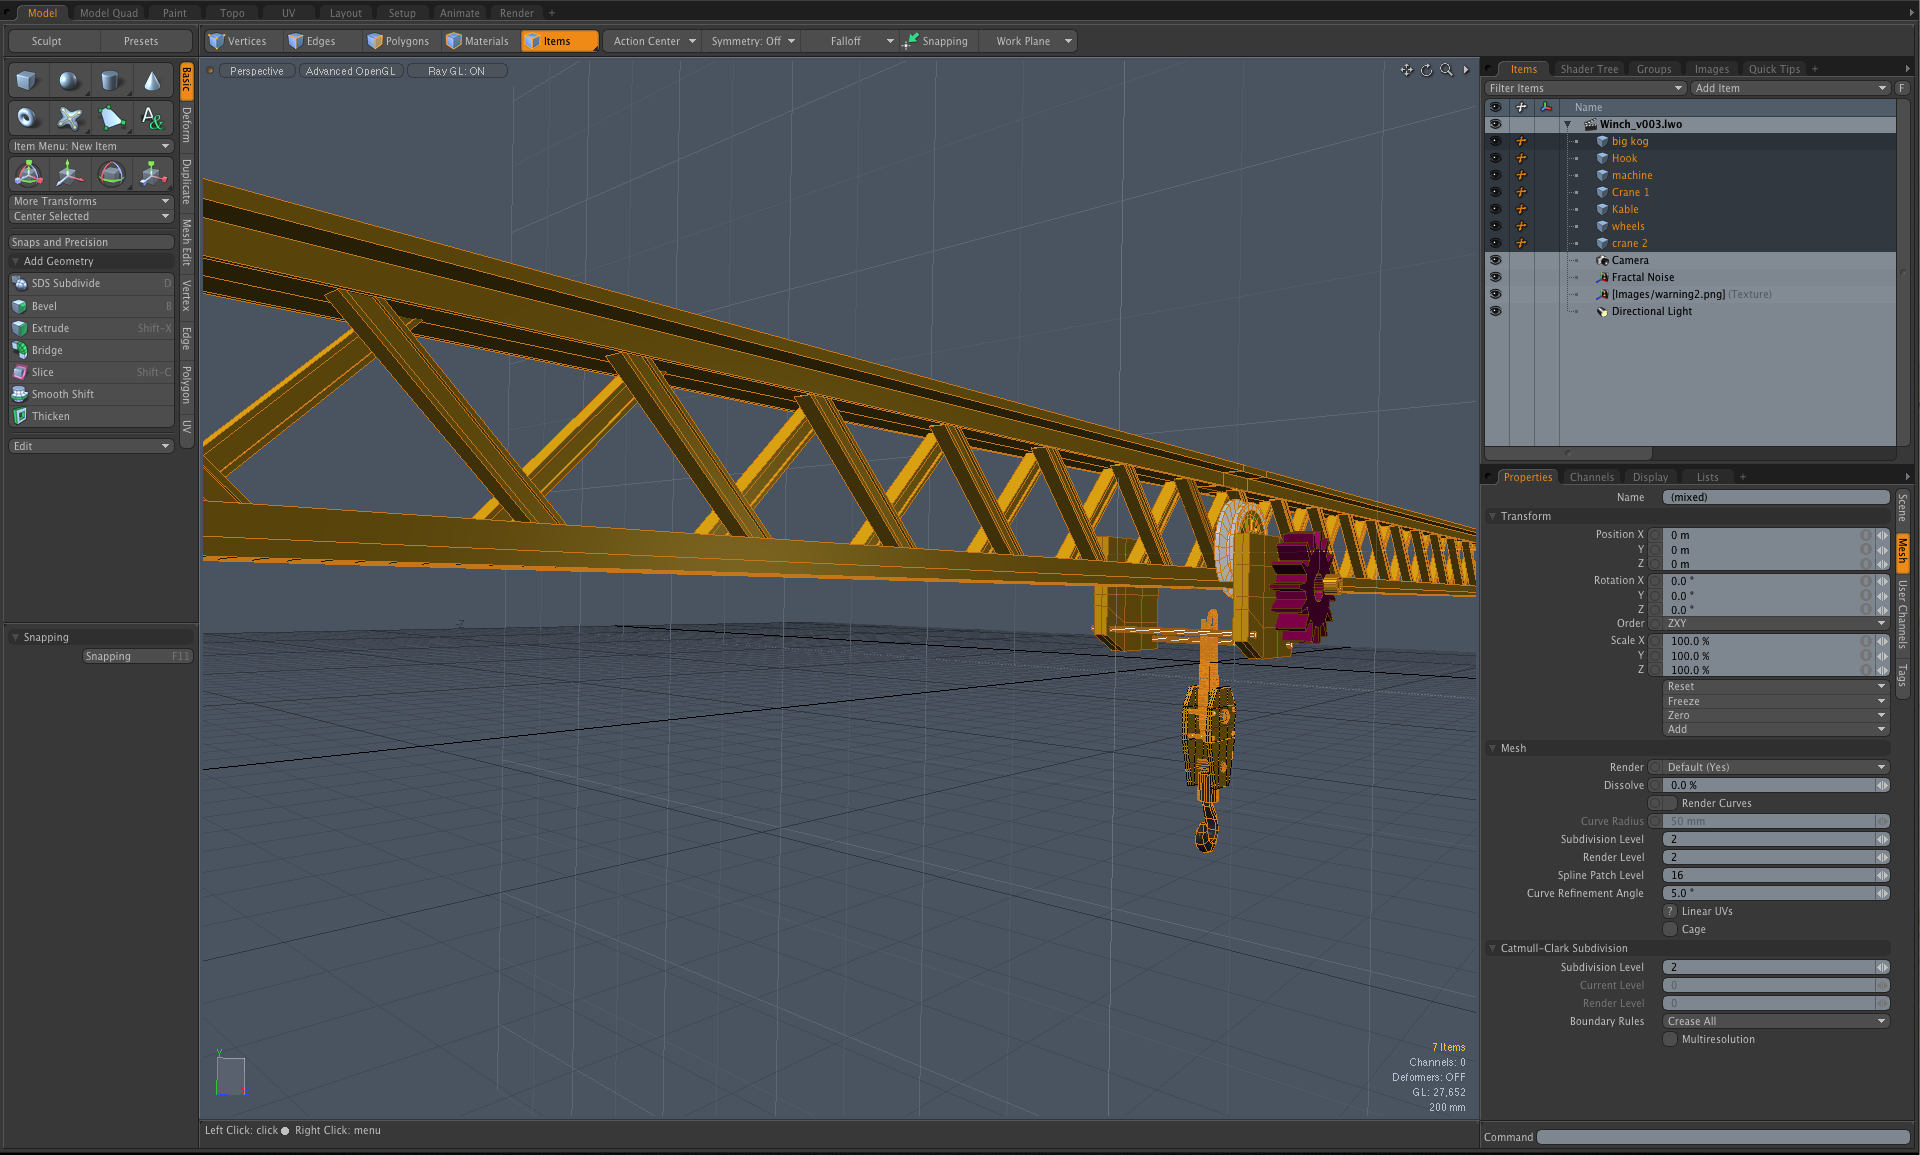 Model Model Quad Paint Topo UV Layout Setup Animate Render +
Sculpt Presets
Vertices Edges Polygons Materials Items Action Center Symmetry: Off Falloff Snapping Work Plane
Perspective Advanced OpenGL Ray GL: ON
Basic
Deform
Duplicate
Mesh Edit
Vertex
Edge
Polygon
UV
Item Menu: New Item
More Transforms
Center Selected
Snaps and Precision
Add Geometry
SDS Subdivide D
Bevel B
Extrude Shift-X
Bridge
Slice Shift-C
Smooth Shift
Thicken
Edit
Snapping
Snapping F11
-Z
Y
7 Items
Channels: 0
Deformers: OFF
GL: 27,652
200 mm
Left Click: click Right Click: menu
Items Shader Tree Groups Images Quick Tips +
Filter Items Add Item F
Name
Winch_v003.lwo
big kog
Hook
machine
Crane 1
Kable
wheels
crane 2
Camera
Fractal Noise
[Images/warning2.png] (Texture)
Directional Light
Properties Channels Display Lists +
Name (mixed)
Transform
Position X 0 m
Y 0 m
Z 0 m
Rotation X 0.0 °
Y 0.0 °
Z 0.0 °
Order ZXY
Scale X 100.0 %
Y 100.0 %
Z 100.0 %
Reset
Freeze
Zero
Add
Mesh
Render Default (Yes)
Dissolve 0.0 %
Render Curves
Curve Radius 50 mm
Subdivision Level 2
Render Level 2
Spline Patch Level 16
Curve Refinement Angle 5.0 °
? Linear UVs
Cage
Catmull-Clark Subdivision
Subdivision Level 2
Current Level 0
Render Level 0
Boundary Rules Crease All
Multiresolution
Scene
Mesh
User Channels
Tags
Command